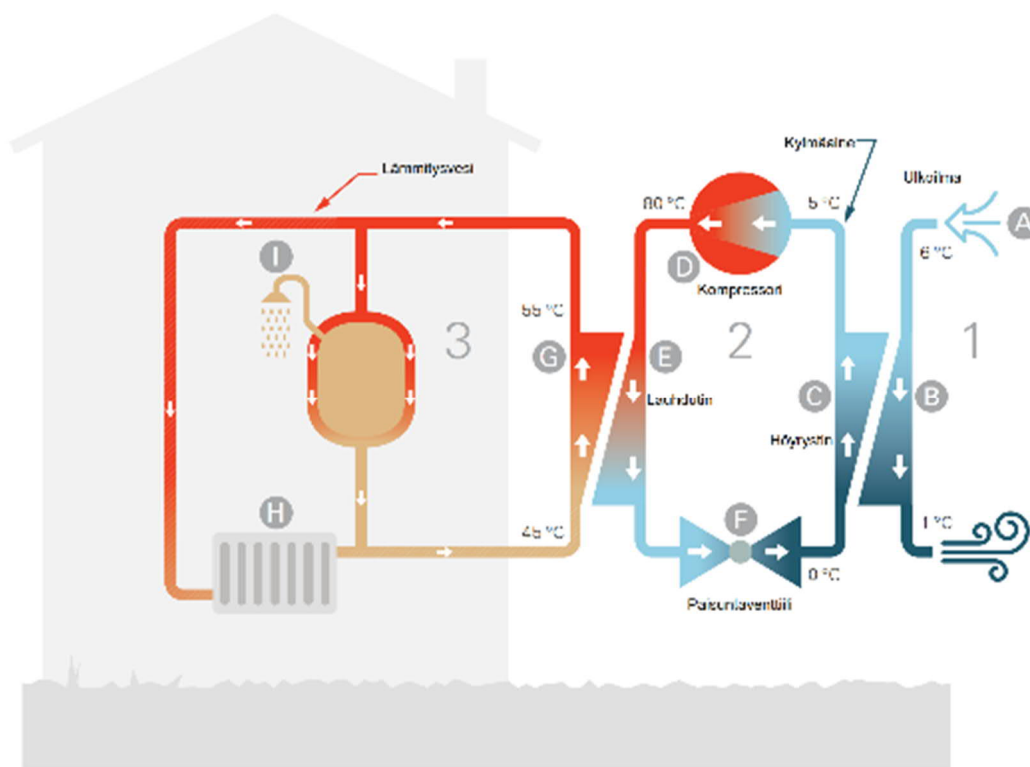 Kylmäaine
Lämmitysvesi
Ulkoilma
80 °C
5 °C
A
6 °C
I
D
Kompressori
55 °C
3
2
1
G
E
Lauhdutin
C
B
Höyrystin
H
F
45 °C
1 °C
0 °C
Paisuntaventtiili